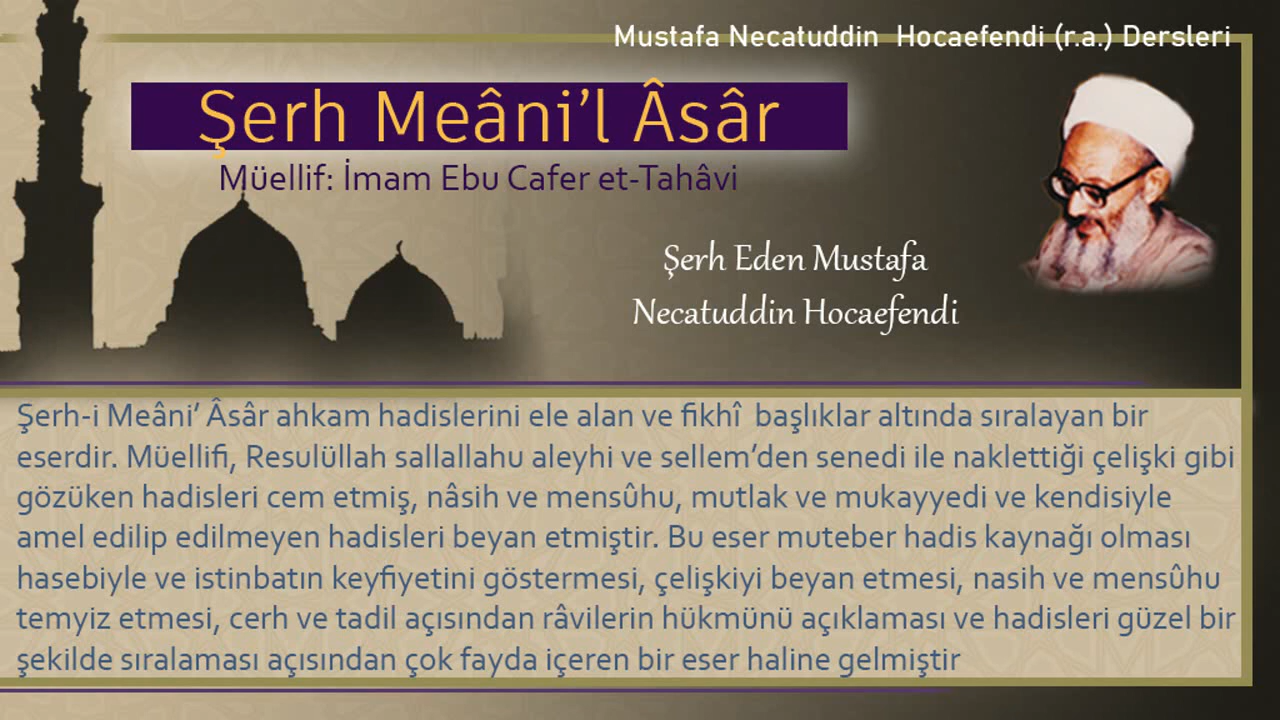 Mustafa Necatuddin Hocaefendi (r.a.) Dersleri
Şerh Meâni’l Âsâr
Müellif: İmam Ebu Cafer et-Tahâvi
Şerh Eden Mustafa
Necatuddin Hocaefendi
Şerh-i Meâni’ Âsâr ahkam hadislerini ele alan ve fikhî başlıklar altında sıralayan bir
eserdir. Müellifi, Resulüllah sallallahu aleyhi ve sellem’den senedi ile naklettiği çelişki gibi
gözüken hadisleri cem etmiş, nâsih ve mensûhu, mutlak ve mukayyedi ve kendisiyle
amel edilip edilmeyen hadisleri beyan etmiştir. Bu eser muteber hadis kaynağı olması
hasebiyle ve istinbatın keyfiyetini göstermesi, çelişkiyi beyan etmesi, nasih ve mensûhu
temyiz etmesi, cerh ve tadil açısından râvilerin hükmünü açıklaması ve hadisleri güzel bir
şekilde sıralaması açısından çok fayda içeren bir eser haline gelmiştir